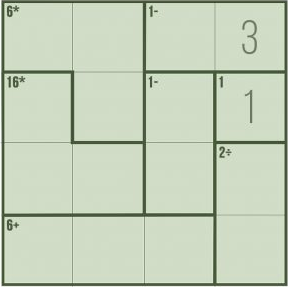 6* 1- 3
16* 1- 1 1
2÷
6+